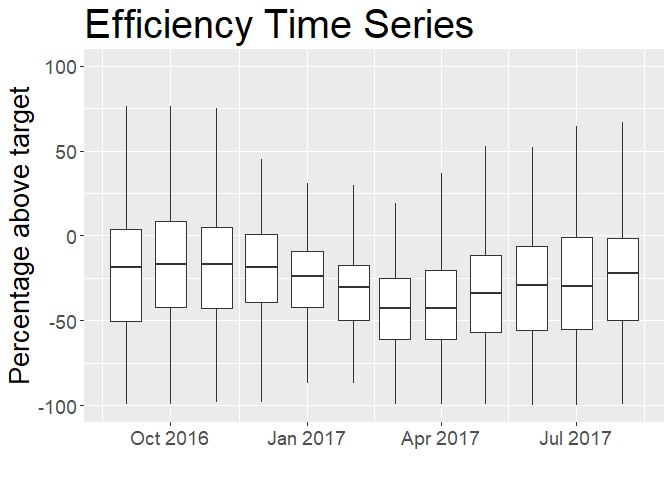 Efficiency Time Series
Percentage above target
100
50
0
-50
-100
Oct 2016
Jan 2017
Apr 2017
Jul 2017